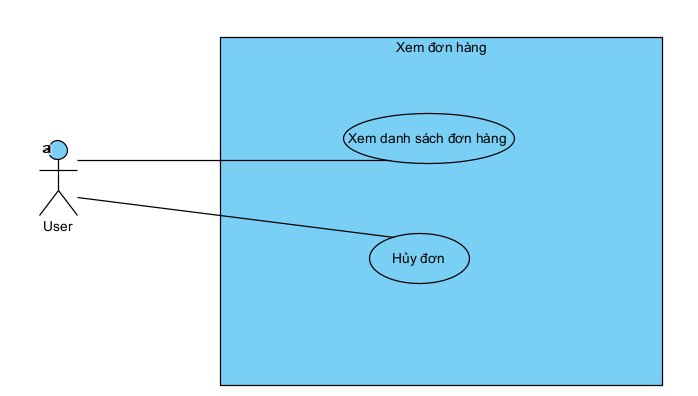 Xem đơn hàng
Xem danh sách đơn hàng
a
User
Hủy đơn